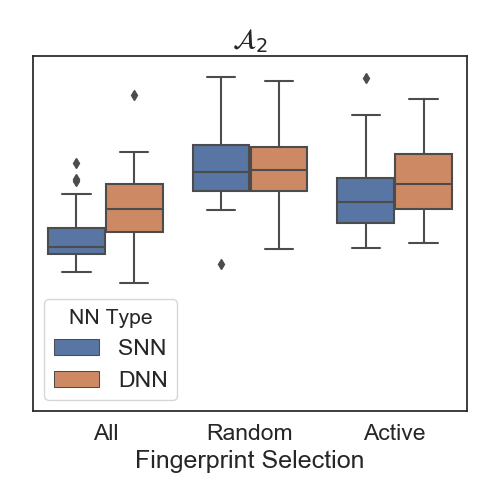 𝒜₂
NN Type
SNN
DNN
All Random Active
Fingerprint Selection